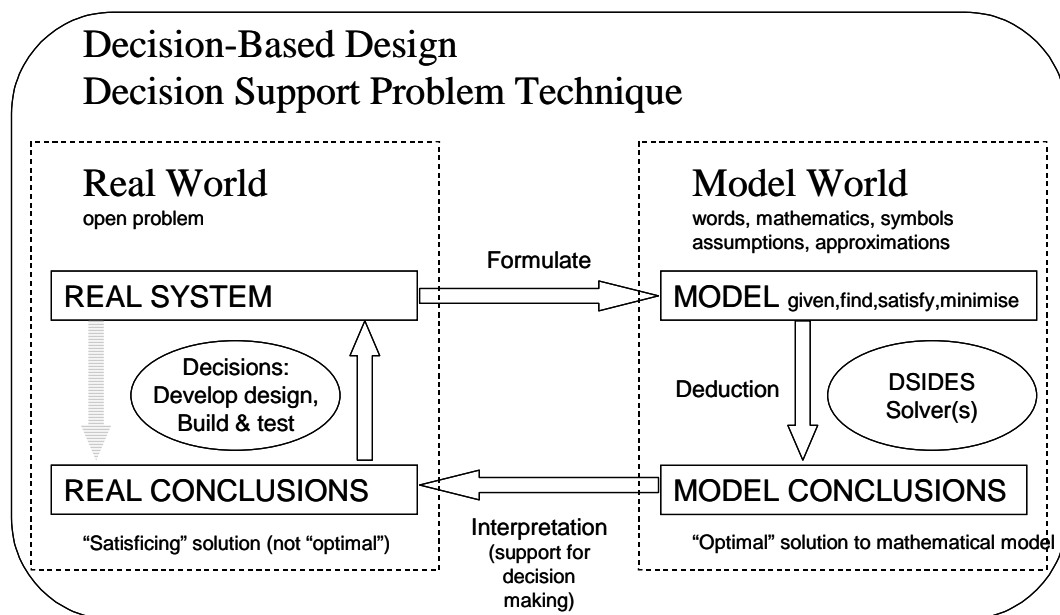 Decision-Based Design
Decision Support Problem Technique
Real World
open problem
Model World
words, mathematics, symbols
assumptions, approximations
Formulate
REAL SYSTEM
MODEL given,find,satisfy,minimise
Decisions:
Develop design,
Build & test
Deduction
DSIDES
Solver(s)
REAL CONCLUSIONS
MODEL CONCLUSIONS
Interpretation
(support for
decision
making)
“Satisficing” solution (not “optimal”)
“Optimal” solution to mathematical model